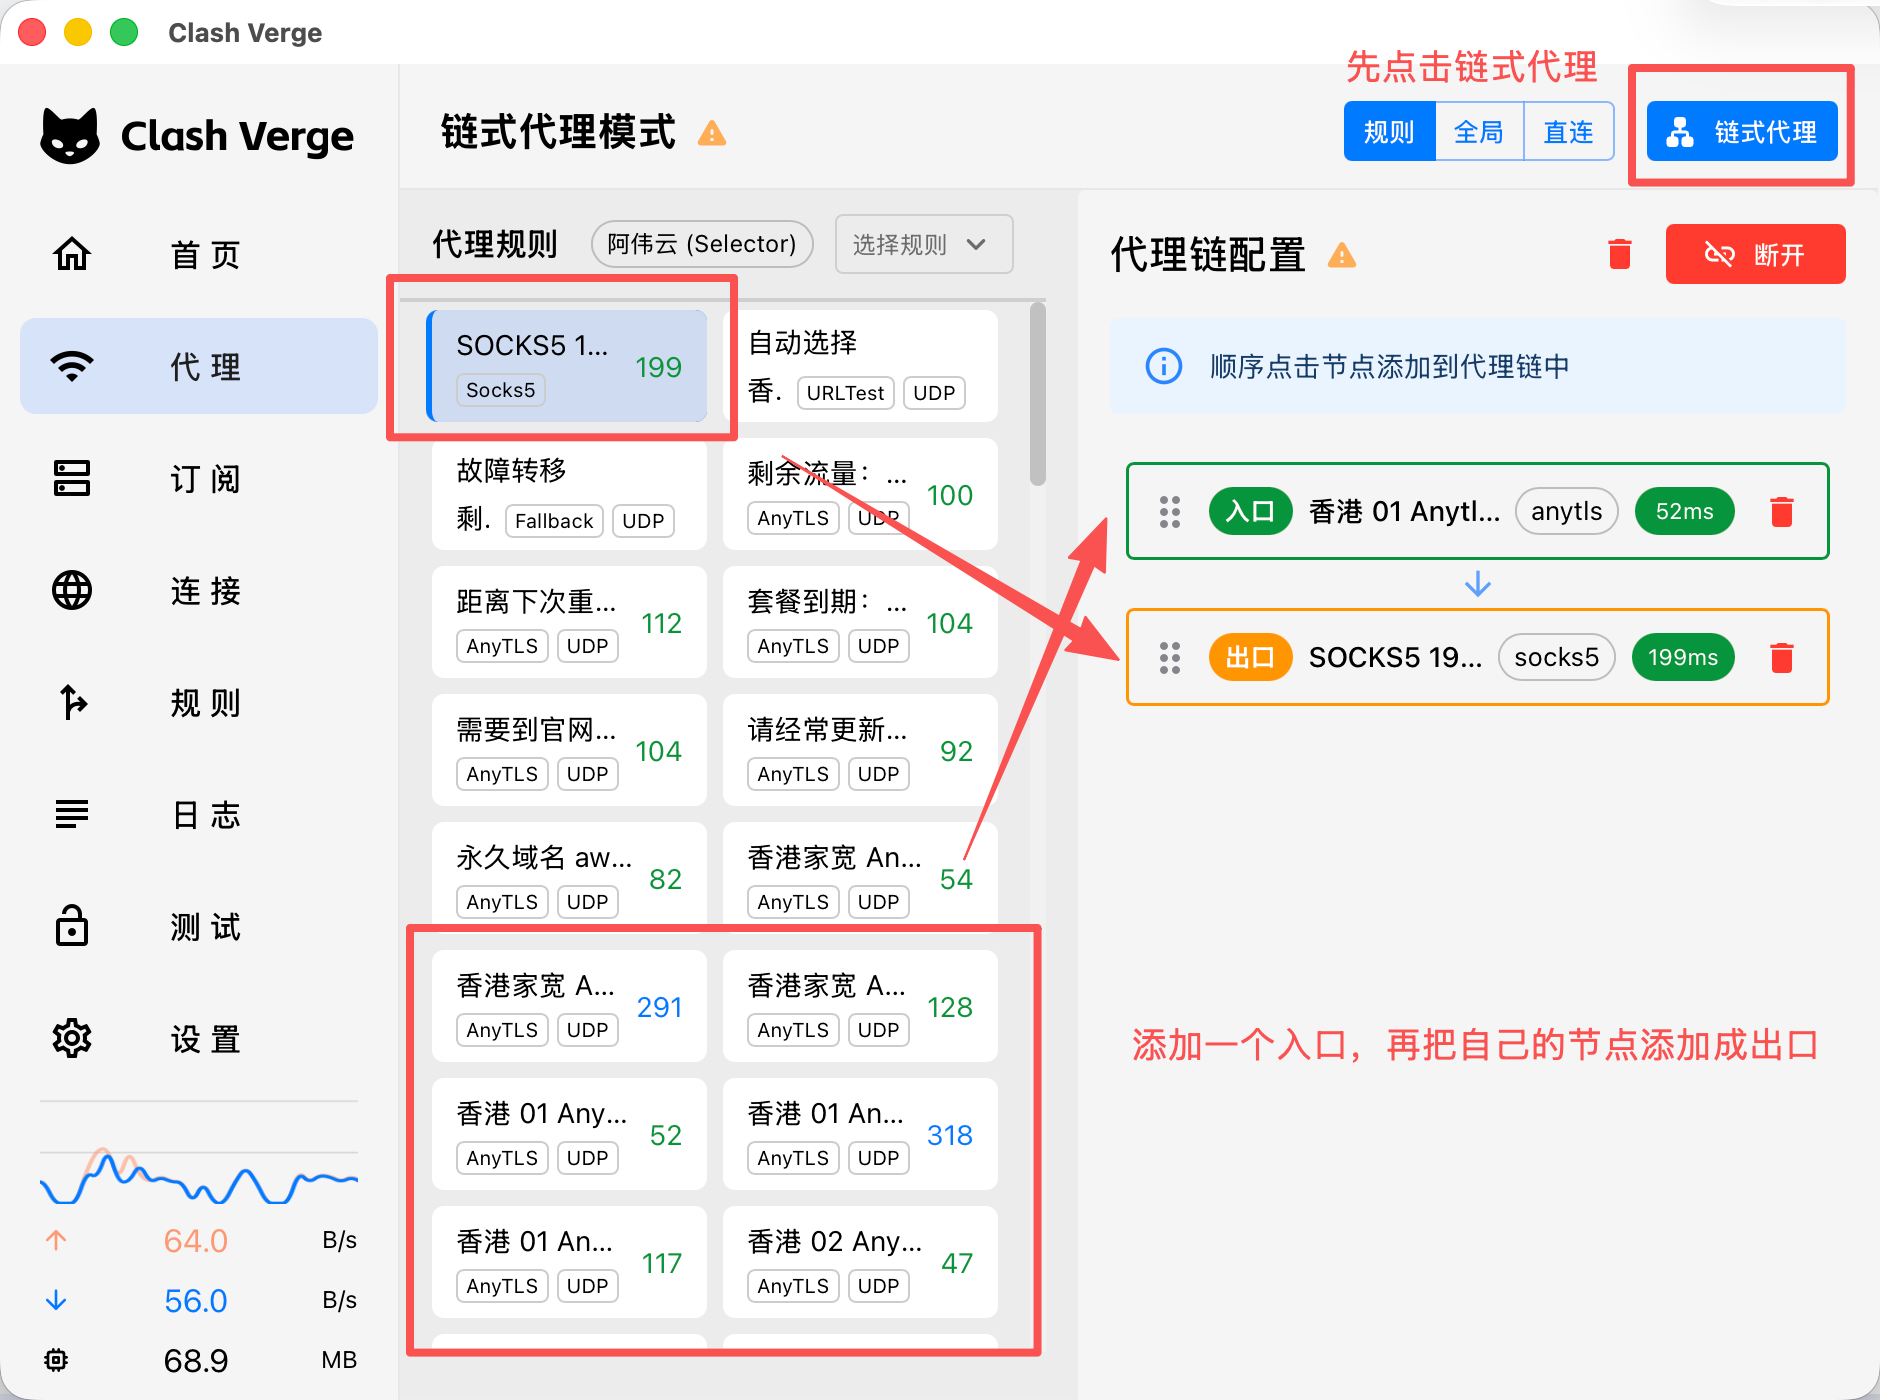 Clash Verge
先点击链式代理
Clash Verge
链式代理模式
规则
全局
直连
链式代理
首 页
代 理
订 阅
连 接
规 则
日 志
测 试
设 置
64.0 B/s
56.0 B/s
68.9 MB
代理规则
阿伟云 (Selector)
选择规则
SOCKS5 1...
Socks5
199
自动选择
香.
URLTest
UDP
故障转移
剩.
Fallback
UDP
剩余流量：...
AnyTLS
UDP
100
距离下次重...
AnyTLS
UDP
112
套餐到期：...
AnyTLS
UDP
104
需要到官网...
AnyTLS
UDP
104
请经常更新...
AnyTLS
UDP
92
永久域名 aw...
AnyTLS
UDP
82
香港家宽 An...
AnyTLS
UDP
54
香港家宽 A...
AnyTLS
UDP
291
香港家宽 A...
AnyTLS
UDP
128
香港 01 Any...
AnyTLS
UDP
52
香港 01 An...
AnyTLS
UDP
318
香港 01 An...
AnyTLS
UDP
117
香港 02 Any...
AnyTLS
UDP
47
代理链配置
断开
顺序点击节点添加到代理链中
入口 香港 01 Anytl... anytls 52ms
出口 SOCKS5 19... socks5 199ms
添加一个入口，再把自己的节点添加成出口